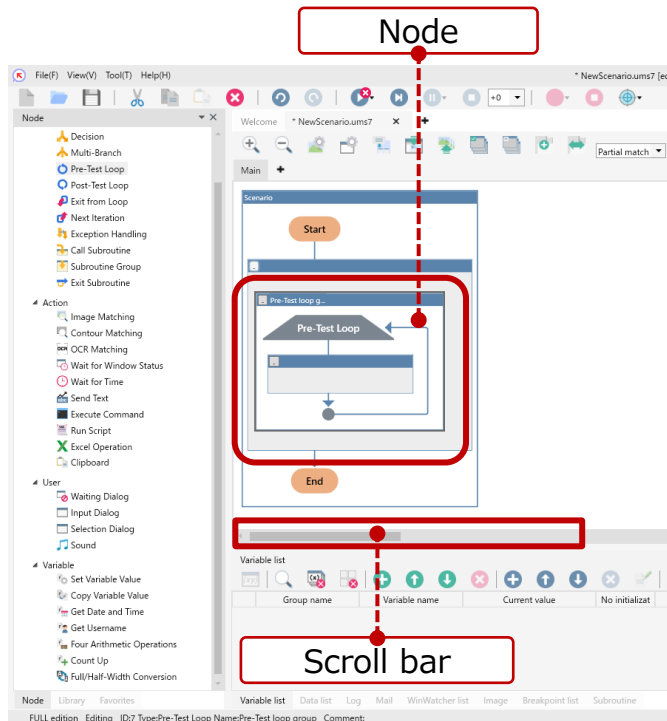 Node
File(F) View(V) Tool(T) Help(H)
* NewScenario.ums7 [ed
+0
Node
Decision
Multi-Branch
Pre-Test Loop
Post-Test Loop
Exit from Loop
Next Iteration
Exception Handling
Call Subroutine
Subroutine Group
Exit Subroutine
Action
Image Matching
Contour Matching
OCR Matching
Wait for Window Status
Wait for Time
Send Text
Execute Command
Run Script
Excel Operation
Clipboard
User
Waiting Dialog
Input Dialog
Selection Dialog
Sound
Variable
Set Variable Value
Copy Variable Value
Get Date and Time
Get Username
Four Arithmetic Operations
Count Up
Full/Half-Width Conversion
Node Library Favorites
Welcome * NewScenario.ums7
Partial match
Main
Scenario
Start
Pre-Test loop g...
Pre-Test Loop
End
Variable list
Group name Variable name Current value No initializat
Scroll bar
Variable list Data list Log Mail WinWatcher list Image Breakpoint list Subroutine
FULL edition Editing ID:7 Type:Pre-Test Loop Name:Pre-Test loop group Comment: